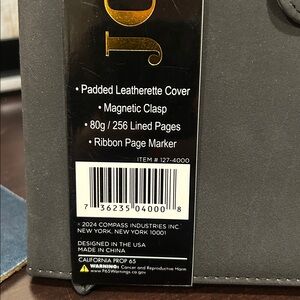 JO
• Padded Leatherette Cover
• Magnetic Clasp
• 80g / 256 Lined Pages
• Ribbon Page Marker
ITEM # 127-4000
7 36235 04000 8
© 2024 COMPASS INDUSTRIES INC.
NEW YORK, NEW YORK 10001
DESIGNED IN THE USA
MADE IN CHINA
CALIFORNIA PROP 65
WARNING: Cancer and Reproductive Harm
www.P65Warnings.ca.gov